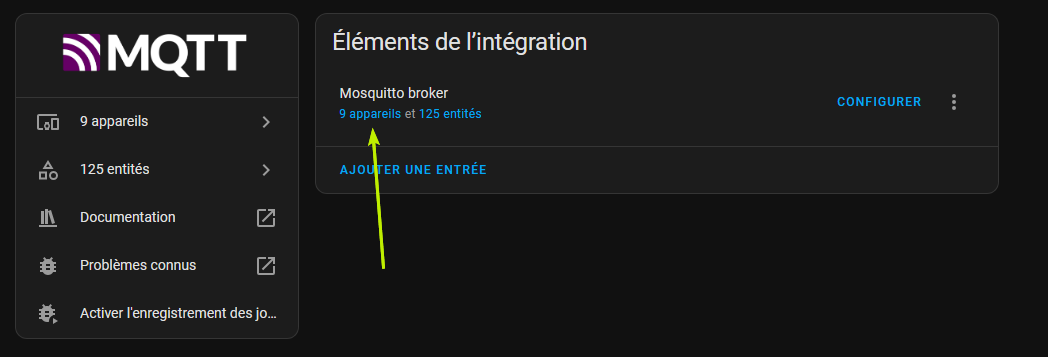 MQTT
9 appareils
125 entités
Documentation
Problèmes connus
Activer l'enregistrement des jo…
Éléments de l’intégration
Mosquitto broker
9 appareils et 125 entités
CONFIGURER
AJOUTER UNE ENTRÉE